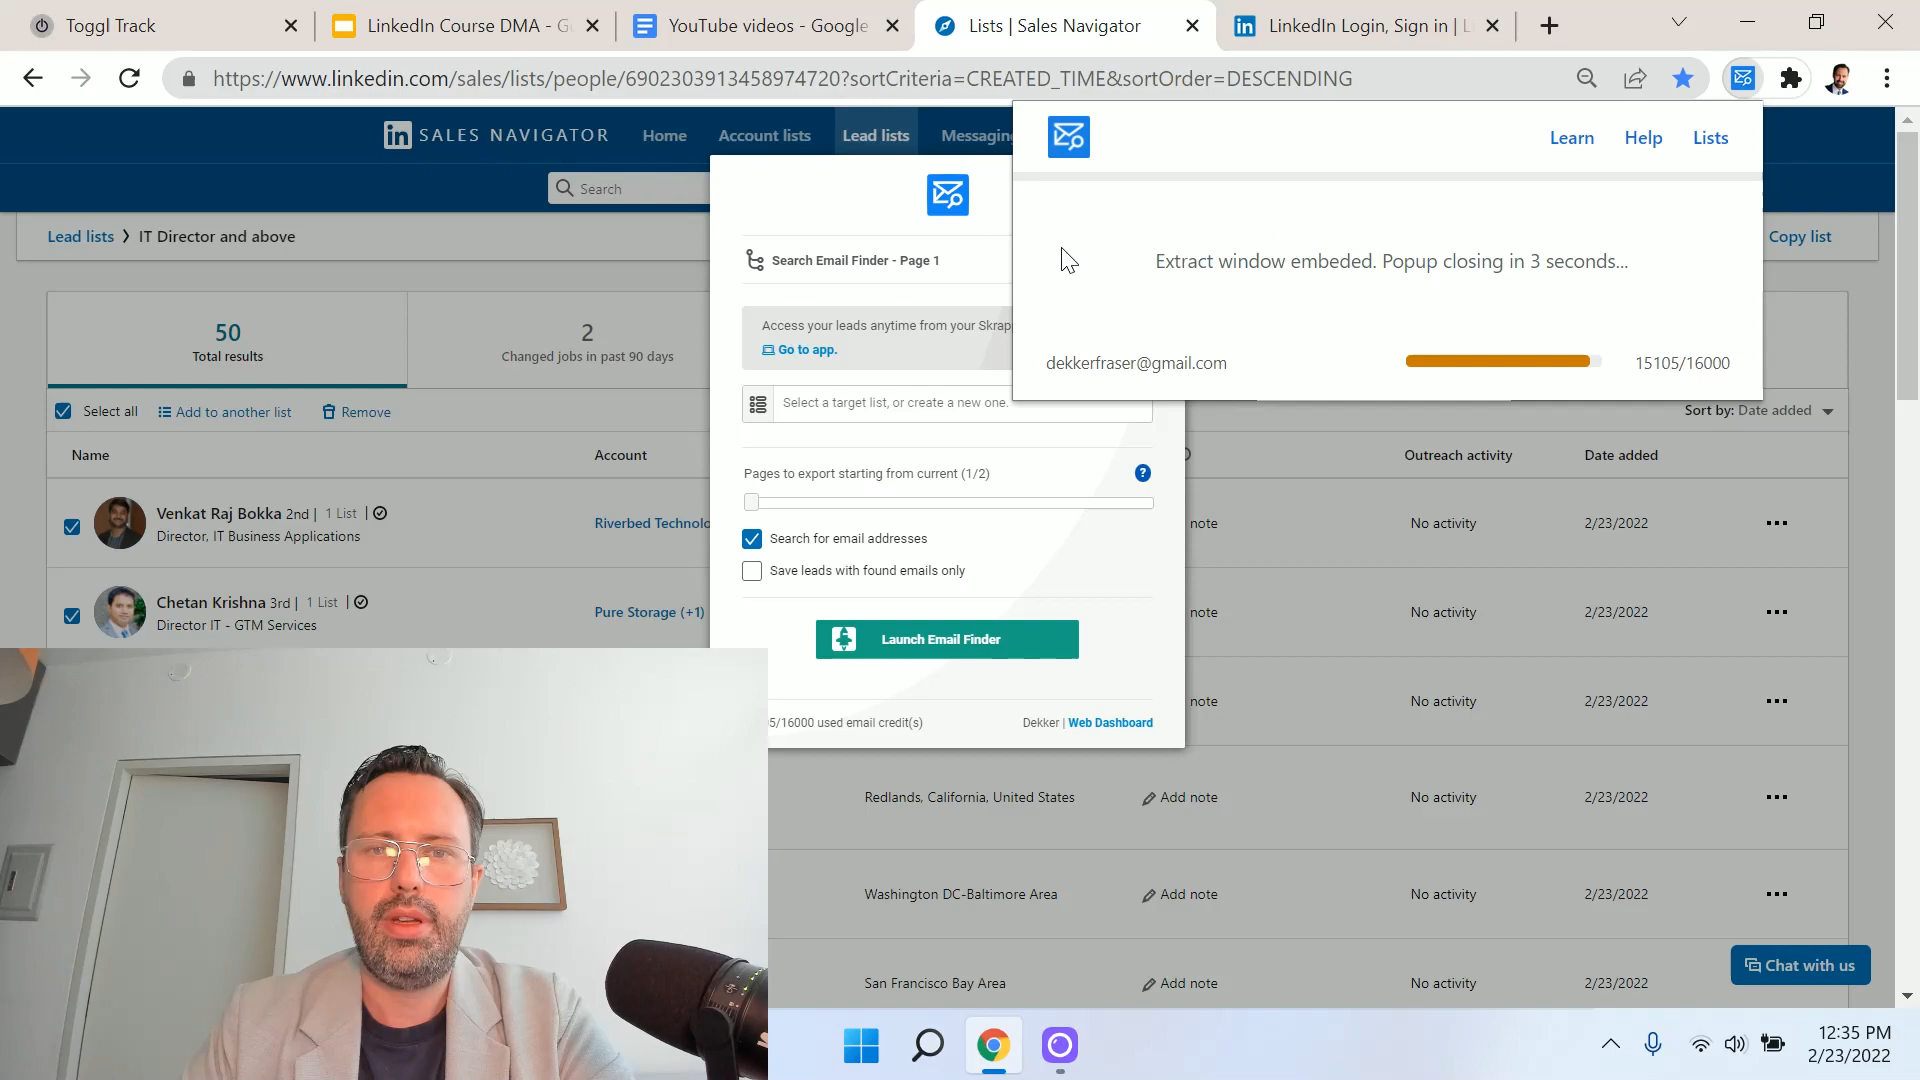 Toggl Track
LinkedIn Course DMA - G
YouTube videos - Google
Lists | Sales Navigator
LinkedIn Login, Sign in | L
https://www.linkedin.com/sales/lists/people/6902303913458974720?sortCriteria=CREATED_TIME&sortOrder=DESCENDING
in SALES NAVIGATOR
Home
Account lists
Lead lists
Messaging
Search
Learn
Help
Lists
Extract window embeded. Popup closing in 3 seconds...
dekkerfraser@gmail.com
15105/16000
Lead lists > IT Director and above
Copy list
50
Total results
2
Changed jobs in past 90 days
Select all
Add to another list
Remove
Sort by: Date added
Name
Account
Outreach activity
Date added
Search Email Finder - Page 1
Access your leads anytime from your Skrap
Go to app.
Select a target list, or create a new one.
Pages to export starting from current (1/2)
?
Search for email addresses
Save leads with found emails only
Launch Email Finder
5/16000 used email credit(s)
Dekker | Web Dashboard
Venkat Raj Bokka 2nd | 1 List |
Director, IT Business Applications
Riverbed Technolo
note
No activity
2/23/2022
Chetan Krishna 3rd | 1 List |
Director IT - GTM Services
Pure Storage (+1)
note
No activity
2/23/2022
note
No activity
2/23/2022
Redlands, California, United States
Add note
No activity
2/23/2022
Washington DC-Baltimore Area
Add note
No activity
2/23/2022
San Francisco Bay Area
Add note
No activity
2/23/2022
Chat with us
12:35 PM
2/23/2022